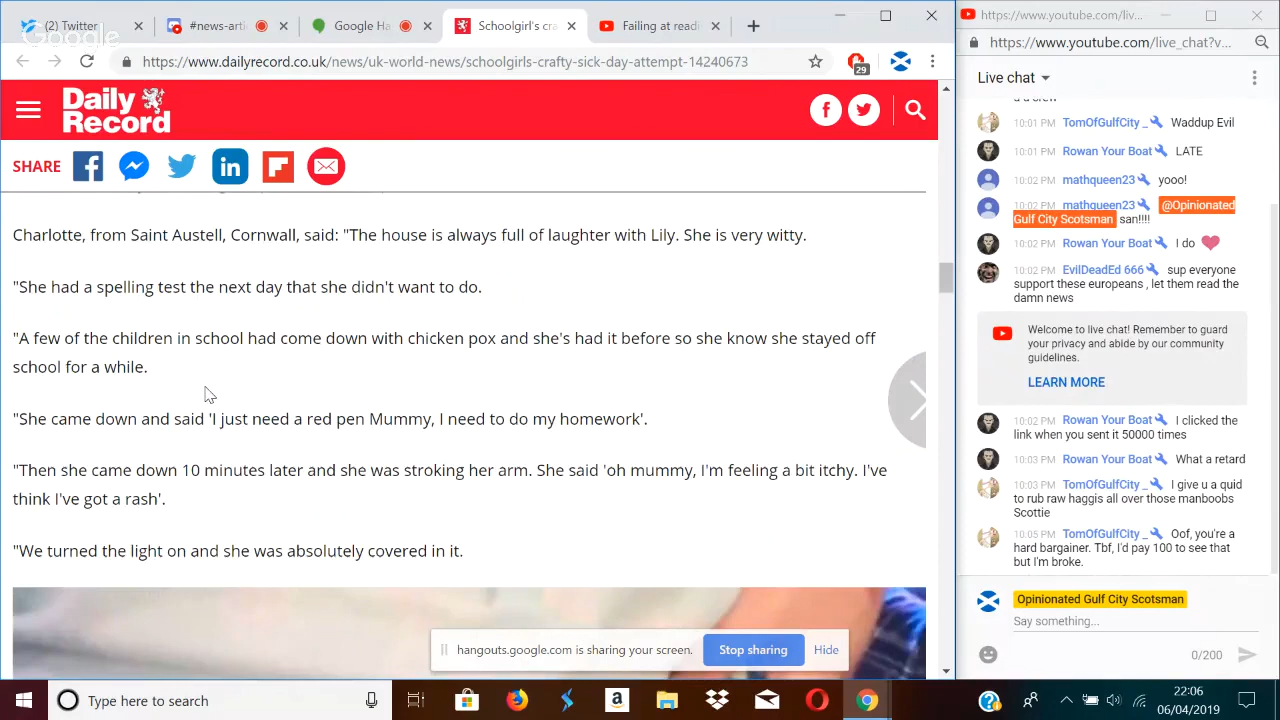 (2) Twitter
#news-arti
Google Ha
Schoolgirl's cra
Failing at readi
Google
https://www.dailyrecord.co.uk/news/uk-world-news/schoolgirls-crafty-sick-day-attempt-14240673
29
Daily
Record
SHARE
Charlotte, from Saint Austell, Cornwall, said: "The house is always full of laughter with Lily. She is very witty.
"She had a spelling test the next day that she didn't want to do.
"A few of the children in school had come down with chicken pox and she's had it before so she know she stayed off
school for a while.
"She came down and said 'I just need a red pen Mummy, I need to do my homework'.
"Then she came down 10 minutes later and she was stroking her arm. She said 'oh mummy, I'm feeling a bit itchy. I've
think I've got a rash'.
"We turned the light on and she was absolutely covered in it.
hangouts.google.com is sharing your screen.
Stop sharing
Hide
https://www.youtube.com/liv...
https://www.youtube.com/live_chat?v...
Live chat
10:01 PM TomOfGulfCity_ Waddup Evil
10:01 PM Rowan Your Boat LATE
10:02 PM mathqueen23 yooo!
10:02 PM mathqueen23 @Opinionated
Gulf City Scotsman san!!!!
10:02 PM Rowan Your Boat I do
10:02 PM EvilDeadEd 666 sup everyone
support these europeans , let them read the
damn news
Welcome to live chat! Remember to guard
your privacy and abide by our community
guidelines.
LEARN MORE
10:02 PM Rowan Your Boat I clicked the
link when you sent it 50000 times
10:03 PM Rowan Your Boat What a retard
10:03 PM TomOfGulfCity_ I give u a quid
to rub raw haggis all over those manboobs
Scottie
10:05 PM TomOfGulfCity_ Oof, you're a
hard bargainer. Tbf, I'd pay 100 to see that
but I'm broke.
Opinionated Gulf City Scotsman
Say something...
0/200
Type here to search
22:06
06/04/2019